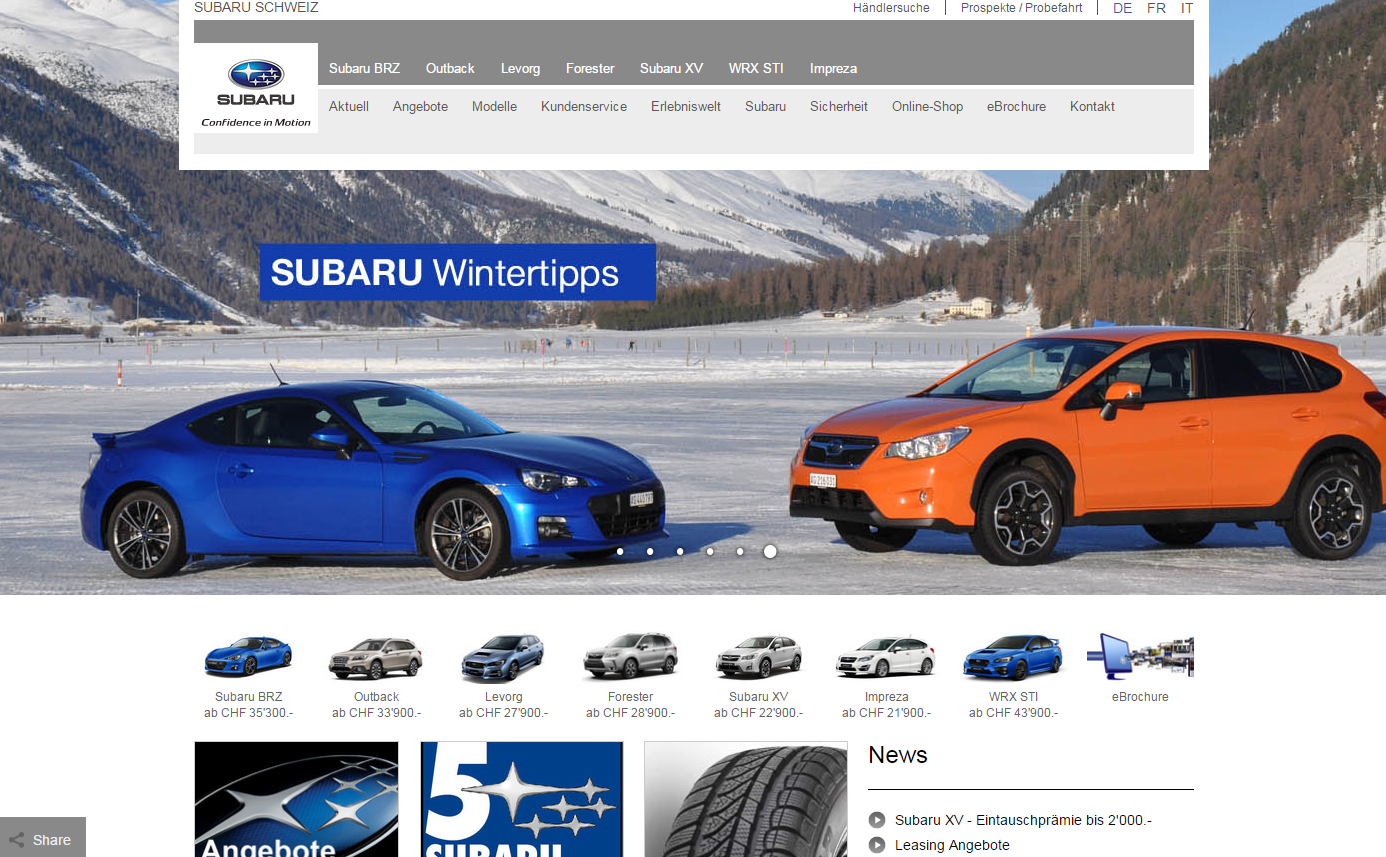 SUBARU SCHWEIZ
Händlersuche
Prospekte / Probefahrt
DE FR IT
SUBARU
Confidence in Motion
Subaru BRZ Outback Levorg Forester Subaru XV WRX STI Impreza
Aktuell Angebote Modelle Kundenservice Erlebniswelt Subaru Sicherheit Online-Shop eBrochure Kontakt
SUBARU Wintertipps
AG 216031
Subaru BRZ
ab CHF 35'300.-
Outback
ab CHF 33'900.-
Levorg
ab CHF 27'900.-
Forester
ab CHF 28'900.-
Subaru XV
ab CHF 22'900.-
Impreza
ab CHF 21'900.-
WRX STI
ab CHF 43'900.-
eBrochure
Angebote
5
SUBARU
News
Subaru XV - Eintauschprämie bis 2'000.-
Leasing Angebote
Share